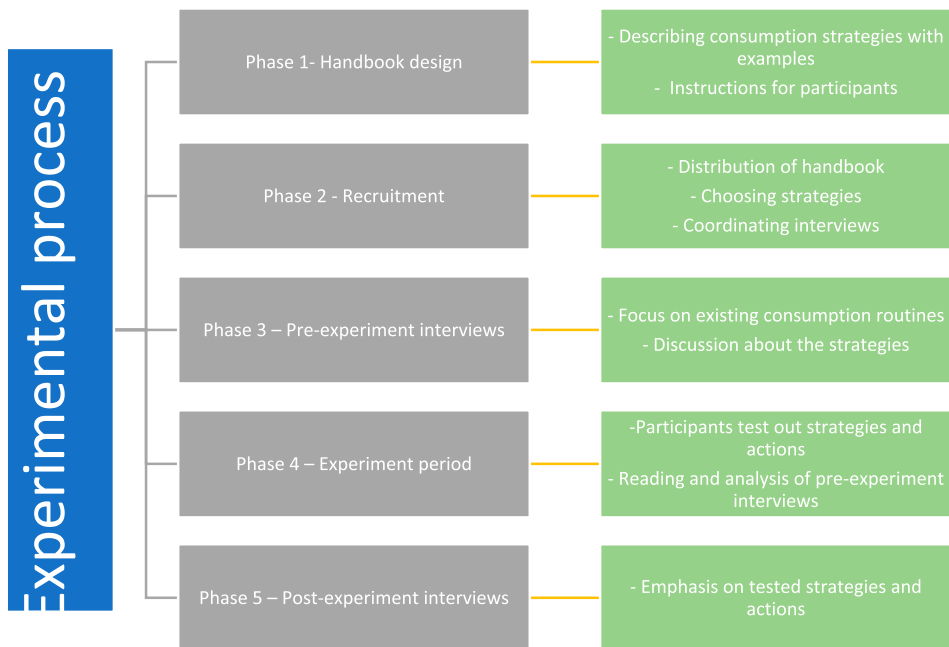 Experimental process
Phase 1- Handbook design
- Describing consumption strategies with
examples
- Instructions for participants
Phase 2 - Recruitment
- Distribution of handbook
- Choosing strategies
- Coordinating interviews
Phase 3 – Pre-experiment interviews
- Focus on existing consumption routines
- Discussion about the strategies
Phase 4 – Experiment period
-Participants test out strategies and
actions
- Reading and analysis of pre-experiment
interviews
Phase 5 – Post-experiment interviews
- Emphasis on tested strategies and
actions